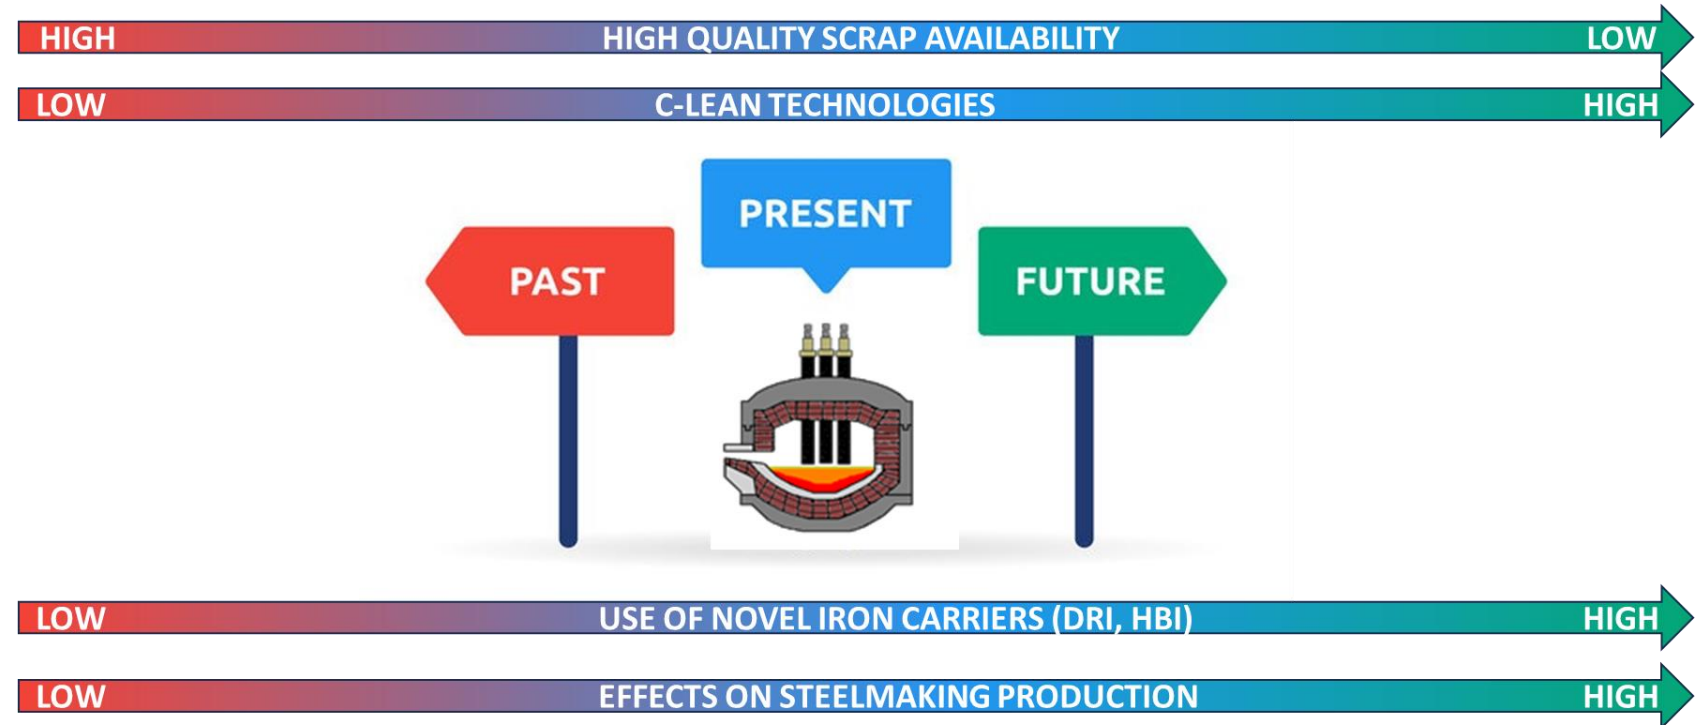 HIGH HIGH QUALITY SCRAP AVAILABILITY LOW
LOW C-LEAN TECHNOLOGIES HIGH
PRESENT
PAST FUTURE
LOW USE OF NOVEL IRON CARRIERS (DRI, HBI) HIGH
LOW EFFECTS ON STEELMAKING PRODUCTION HIGH